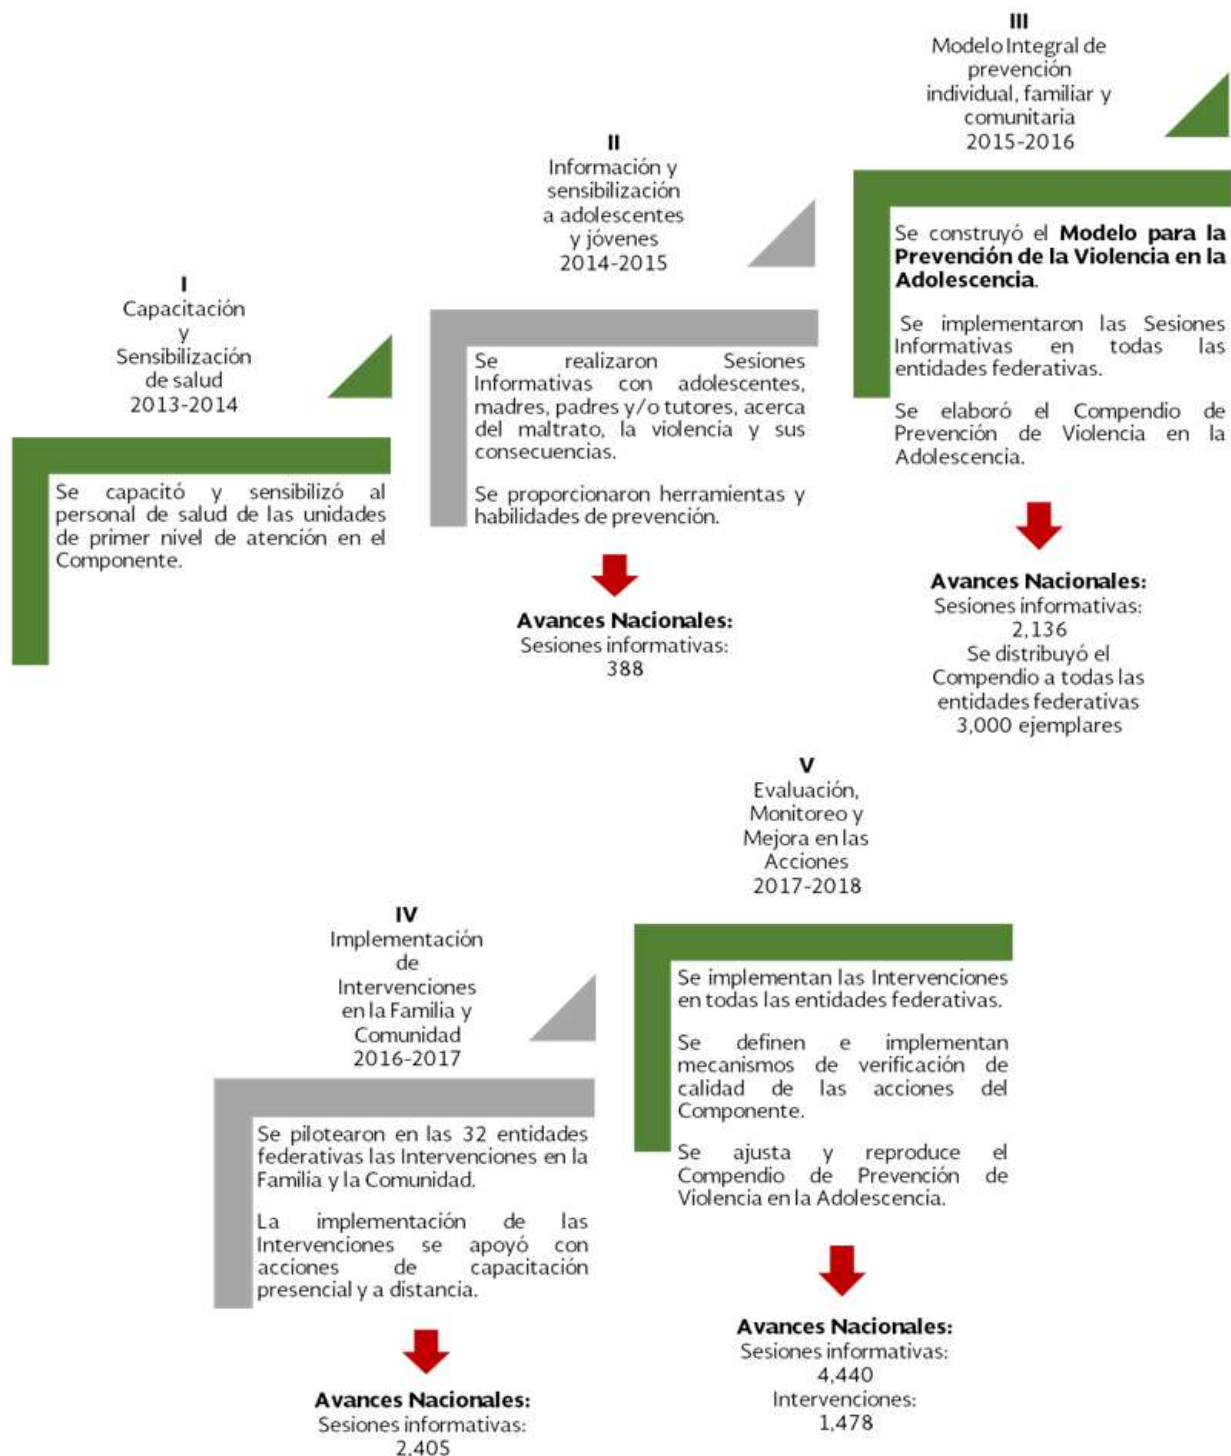 I
Capacitación
y
Sensibilización
de salud
2013-2014
Se capacitó y sensibilizó al
personal de salud de las unidades
de primer nivel de atención en el
Componente.
II
Información y
sensibilización
a adolescentes
y jóvenes
2014-2015
Se realizaron Sesiones
Informativas con adolescentes,
madres, padres y/o tutores, acerca
del maltrato, la violencia y sus
consecuencias.
Se proporcionaron herramientas y
habilidades de prevención.
Avances Nacionales:
Sesiones informativas:
388
III
Modelo Integral de
prevención
individual, familiar y
comunitaria
2015-2016
Se construyó el Modelo para la
Prevención de la Violencia en la
Adolescencia.
Se implementaron las Sesiones
Informativas en todas las
entidades federativas.
Se elaboró el Compendio de
Prevención de Violencia en la
Adolescencia.
Avances Nacionales:
Sesiones informativas:
2,136
Se distribuyó el
Compendio a todas las
entidades federativas
3,000 ejemplares
IV
Implementación
de
Intervenciones
en la Familia y
Comunidad
2016-2017
Se pilotearon en las 32 entidades
federativas las Intervenciones en la
Familia y la Comunidad.
La implementación de las
Intervenciones se apoyó con
acciones de capacitación
presencial y a distancia.
Avances Nacionales:
Sesiones informativas:
2,405
V
Evaluación,
Monitoreo y
Mejora en las
Acciones
2017-2018
Se implementan las Intervenciones
en todas las entidades federativas.
Se definen e implementan
mecanismos de verificación de
calidad de las acciones del
Componente.
Se ajusta y reproduce el
Compendio de Prevención de
Violencia en la Adolescencia.
Avances Nacionales:
Sesiones informativas:
4,440
Intervenciones:
1,478